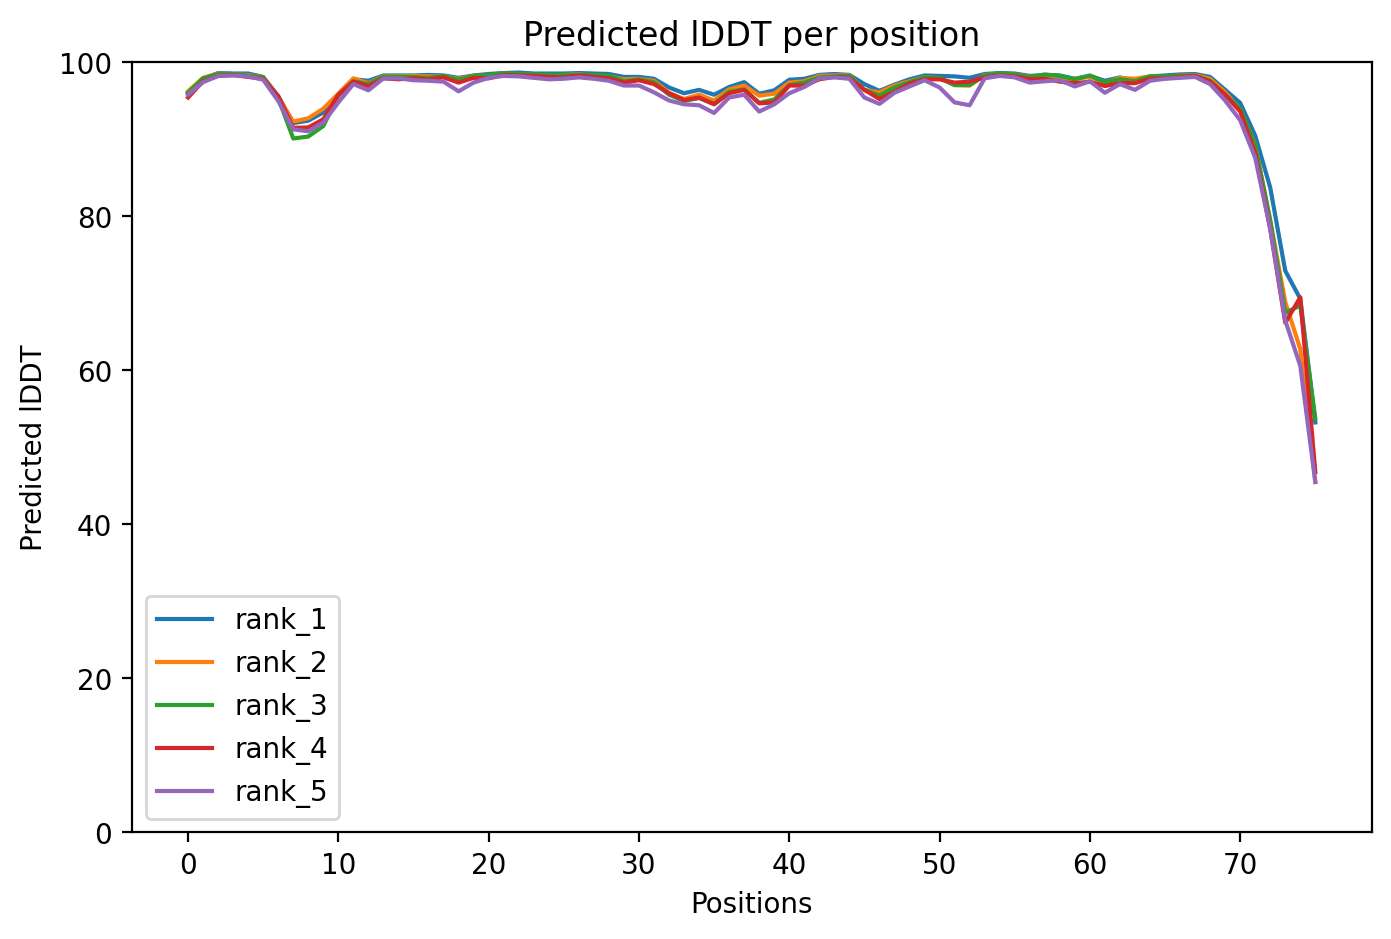 Predicted lDDT per position
100
80
60
40
20
0
Predicted lDDT
rank_1
rank_2
rank_3
rank_4
rank_5
0 10 20 30 40 50 60 70
Positions